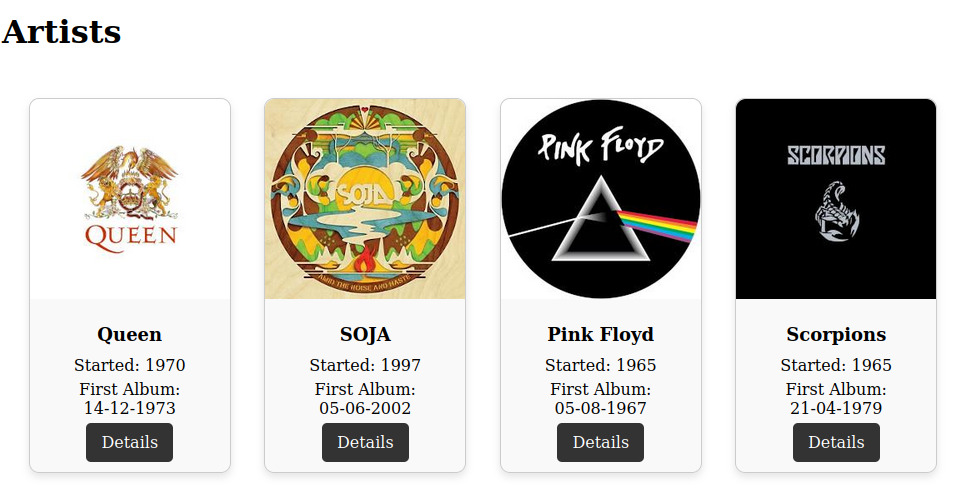 Artists
QUEEN
SOJA
AMID THE NOISE AND HASTE
PINK FLOYD
SCORPIONS
Queen
Started: 1970
First Album:
14-12-1973
Details
SOJA
Started: 1997
First Album:
05-06-2002
Details
Pink Floyd
Started: 1965
First Album:
05-08-1967
Details
Scorpions
Started: 1965
First Album:
21-04-1979
Details